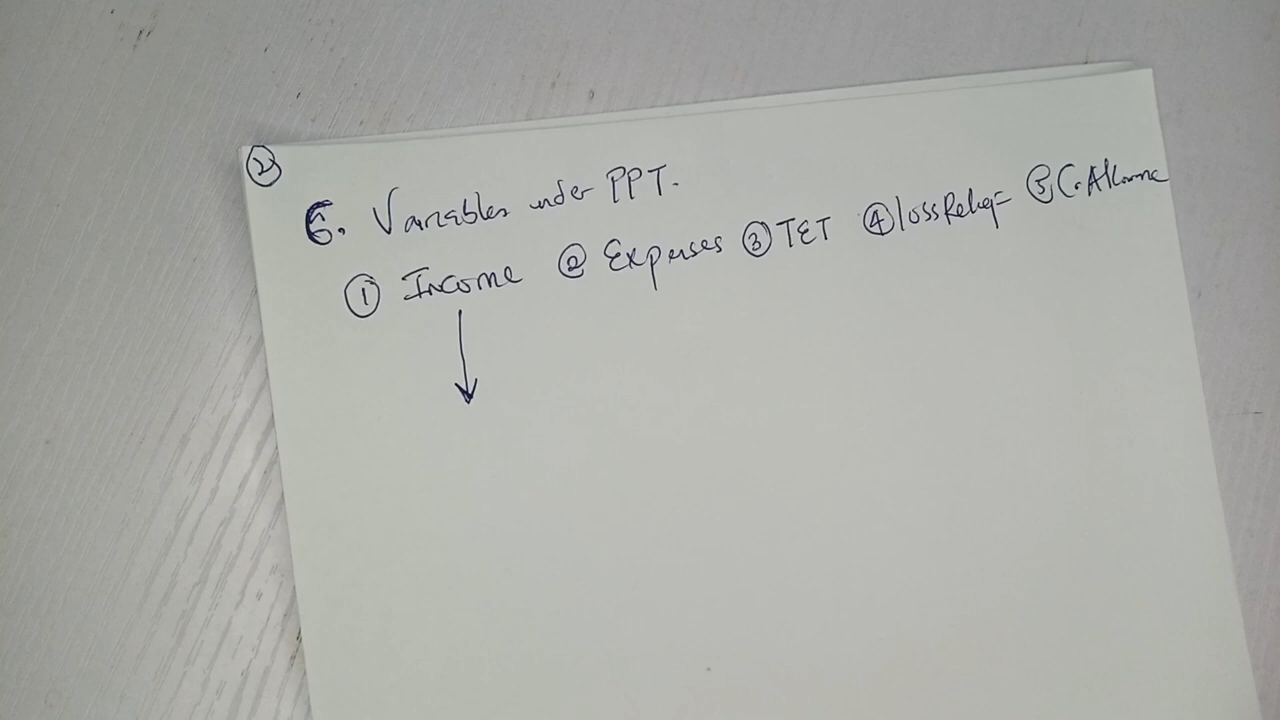 ②
6. Variables under PPT.
① Income ② Expenses ③ TET ④ loss Relief ⑤ C. Allowance